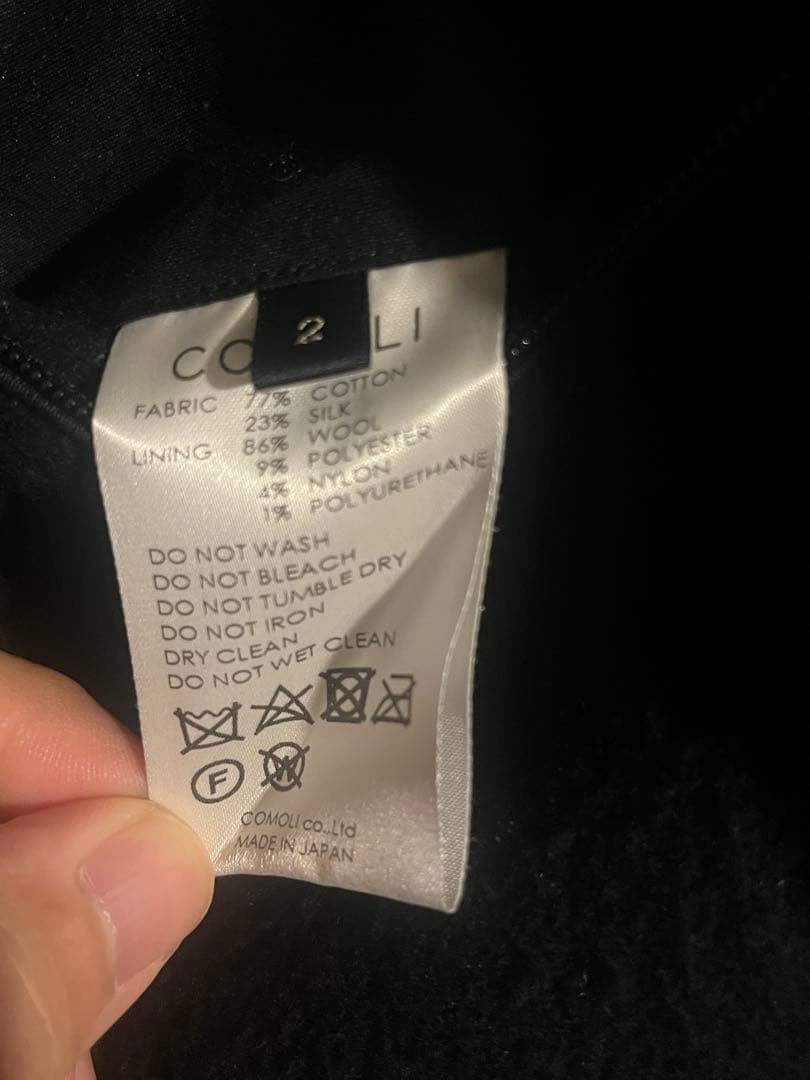 2
CO LI
FABRIC 77% COTTON
23% SILK
LINING 86% WOOL
9% POLYESTER
4% NYLON
1% POLYURETHANE
DO NOT WASH
DO NOT BLEACH
DO NOT TUMBLE DRY
DO NOT IRON
DRY CLEAN
DO NOT WET CLEAN
F W
COMOLI co.,Ltd
MADE IN JAPAN